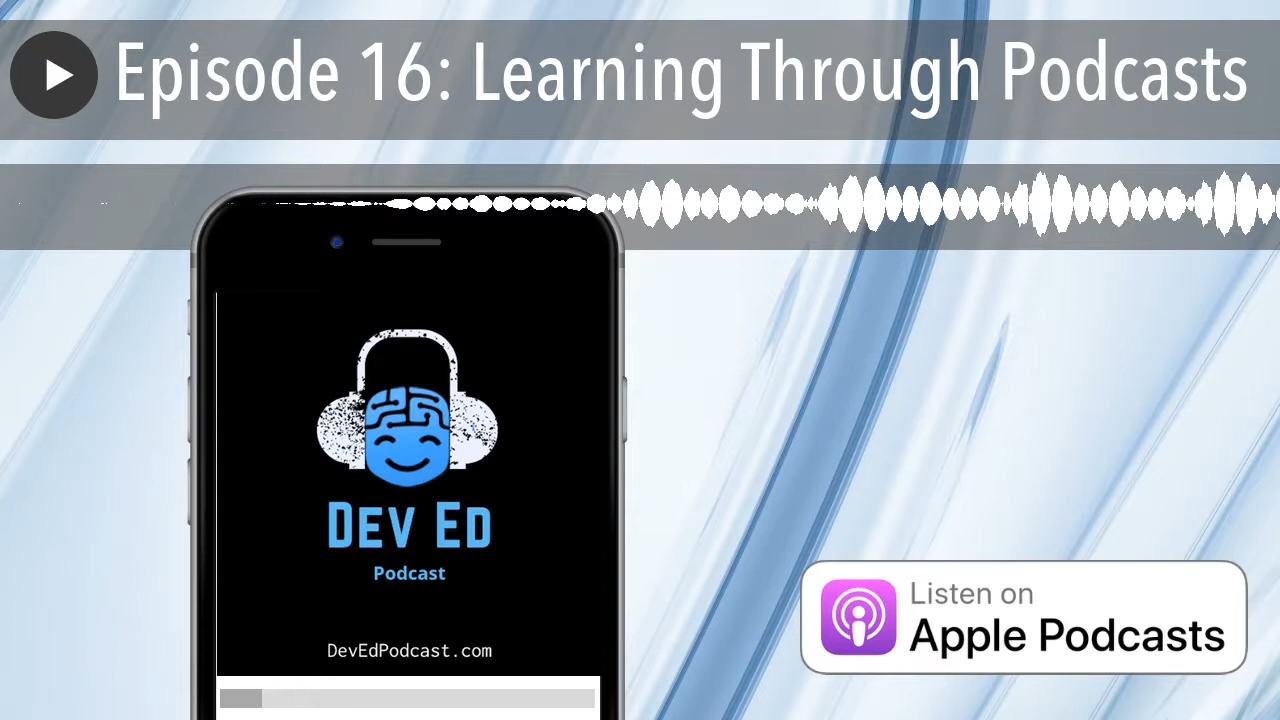 Episode 16: Learning Through Podcasts
Dev Ed
Podcast
DevEdPodcast.com
Listen on
Apple Podcasts